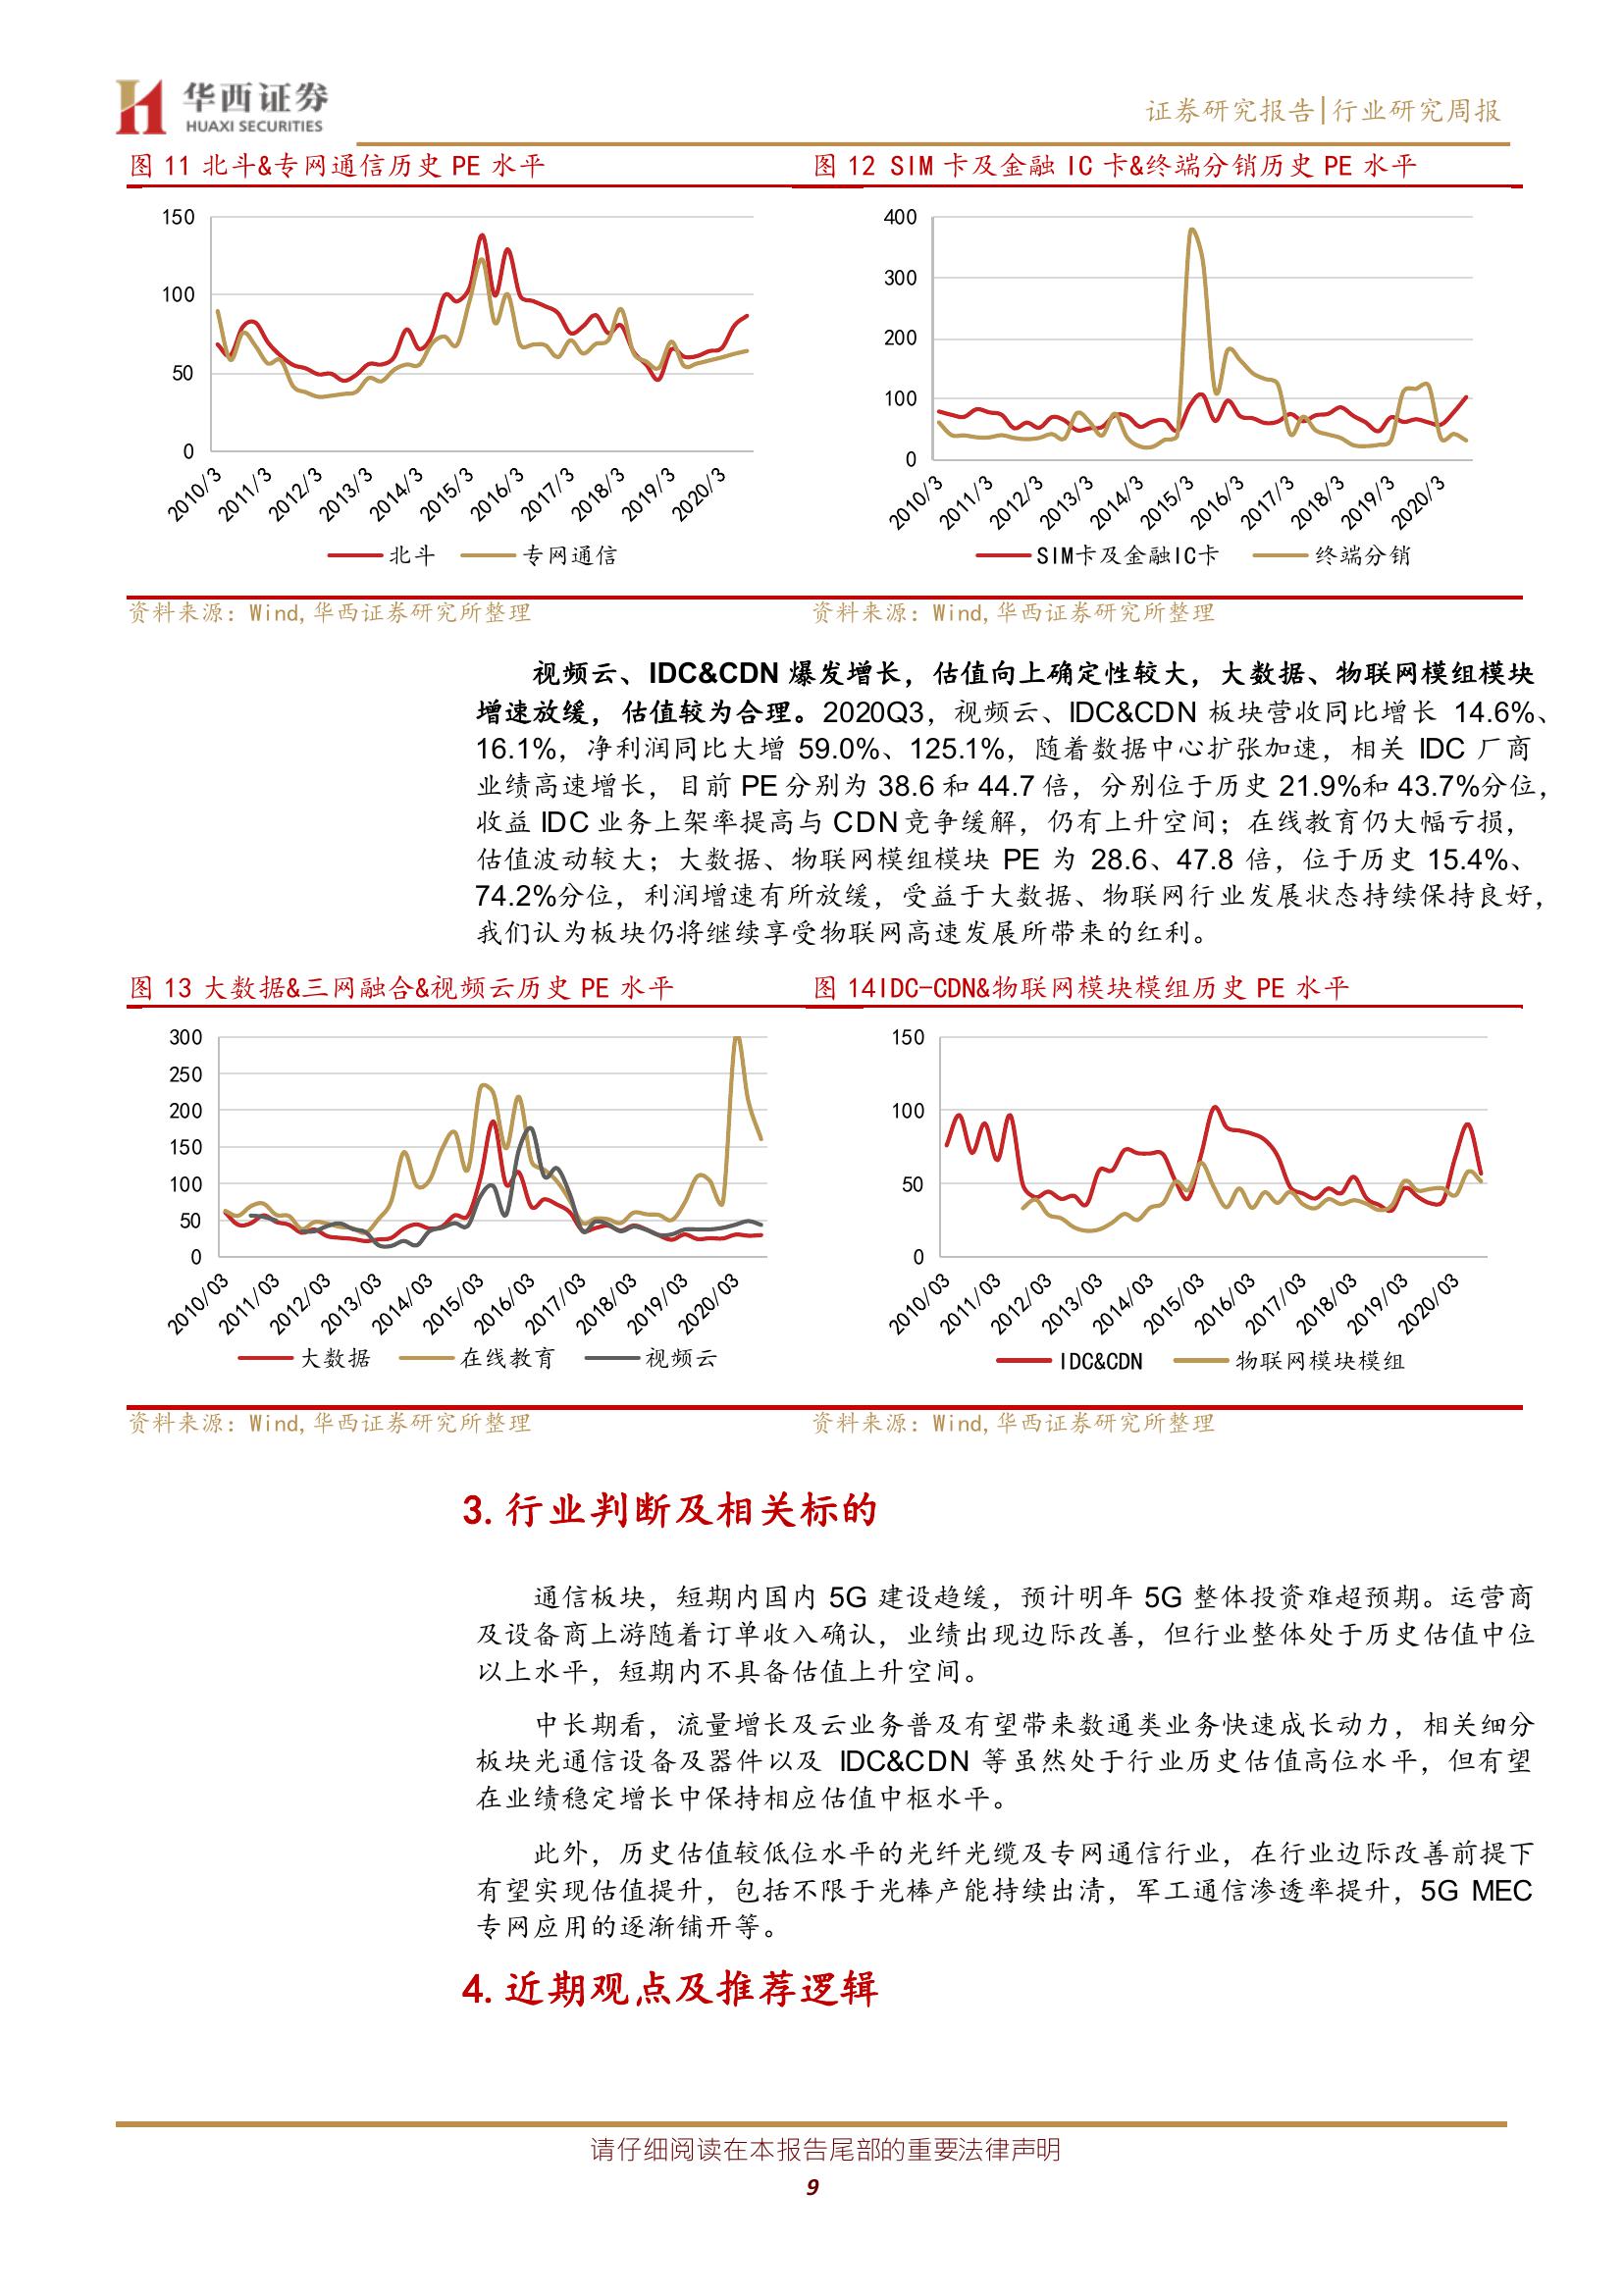 华西证券
HUAXI SECURITIES
证券研究报告|行业研究周报
图 11 北斗&专网通信历史 PE 水平
150
100
50
0
2010/3 2011/3 2012/3 2013/3 2014/3 2015/3 2016/3 2017/3 2018/3 2019/3 2020/3
北斗 专网通信
资料来源：Wind,华西证券研究所整理
图 12 SIM 卡及金融 IC 卡&终端分销历史 PE 水平
400
300
200
100
0
2010/3 2011/3 2012/3 2013/3 2014/3 2015/3 2016/3 2017/3 2018/3 2019/3 2020/3
SIM卡及金融IC卡 终端分销
资料来源：Wind,华西证券研究所整理
视频云、IDC&CDN 爆发增长，估值向上确定性较大，大数据、物联网模组模块
增速放缓，估值较为合理。2020Q3，视频云、IDC&CDN 板块营收同比增长 14.6%、
16.1%，净利润同比大增 59.0%、125.1%，随着数据中心扩张加速，相关 IDC 厂商
业绩高速增长，目前 PE 分别为 38.6 和 44.7 倍，分别位于历史 21.9%和 43.7%分位，
收益 IDC 业务上架率提高与 CDN 竞争缓解，仍有上升空间；在线教育仍大幅亏损，
估值波动较大；大数据、物联网模组模块 PE 为 28.6、47.8 倍，位于历史 15.4%、
74.2%分位，利润增速有所放缓，受益于大数据、物联网行业发展状态持续保持良好，
我们认为板块仍将继续享受物联网高速发展所带来的红利。
图 13 大数据&三网融合&视频云历史 PE 水平
300
250
200
150
100
50
0
2010/03 2011/03 2012/03 2013/03 2014/03 2015/03 2016/03 2017/03 2018/03 2019/03 2020/03
大数据 在线教育 视频云
资料来源：Wind,华西证券研究所整理
图 14IDC-CDN&物联网模块模组历史 PE 水平
150
100
50
0
2010/03 2011/03 2012/03 2013/03 2014/03 2015/03 2016/03 2017/03 2018/03 2019/03 2020/03
IDC&CDN 物联网模块模组
资料来源：Wind,华西证券研究所整理
3. 行业判断及相关标的
通信板块，短期内国内 5G 建设趋缓，预计明年 5G 整体投资难超预期。运营商
及设备商上游随着订单收入确认，业绩出现边际改善，但行业整体处于历史估值中位
以上水平，短期内不具备估值上升空间。
中长期看，流量增长及云业务普及有望带来数通类业务快速成长动力，相关细分
板块光通信设备及器件以及 IDC&CDN 等虽然处于行业历史估值高位水平，但有望
在业绩稳定增长中保持相应估值中枢水平。
此外，历史估值较低位水平的光纤光缆及专网通信行业，在行业边际改善前提下
有望实现估值提升，包括不限于光棒产能持续出清，军工通信渗透率提升，5G MEC
专网应用的逐渐铺开等。
4. 近期观点及推荐逻辑
请仔细阅读在本报告尾部的重要法律声明
9